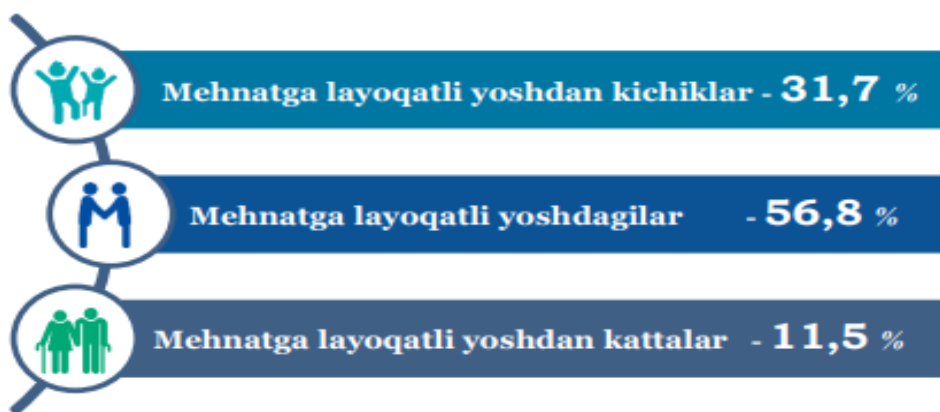 Mehnatga layoqatli yoshdan kichiklar - 31,7 %
Mehnatga layoqatli yoshdagilar - 56,8 %
Mehnatga layoqatli yoshdan kattalar - 11,5 %